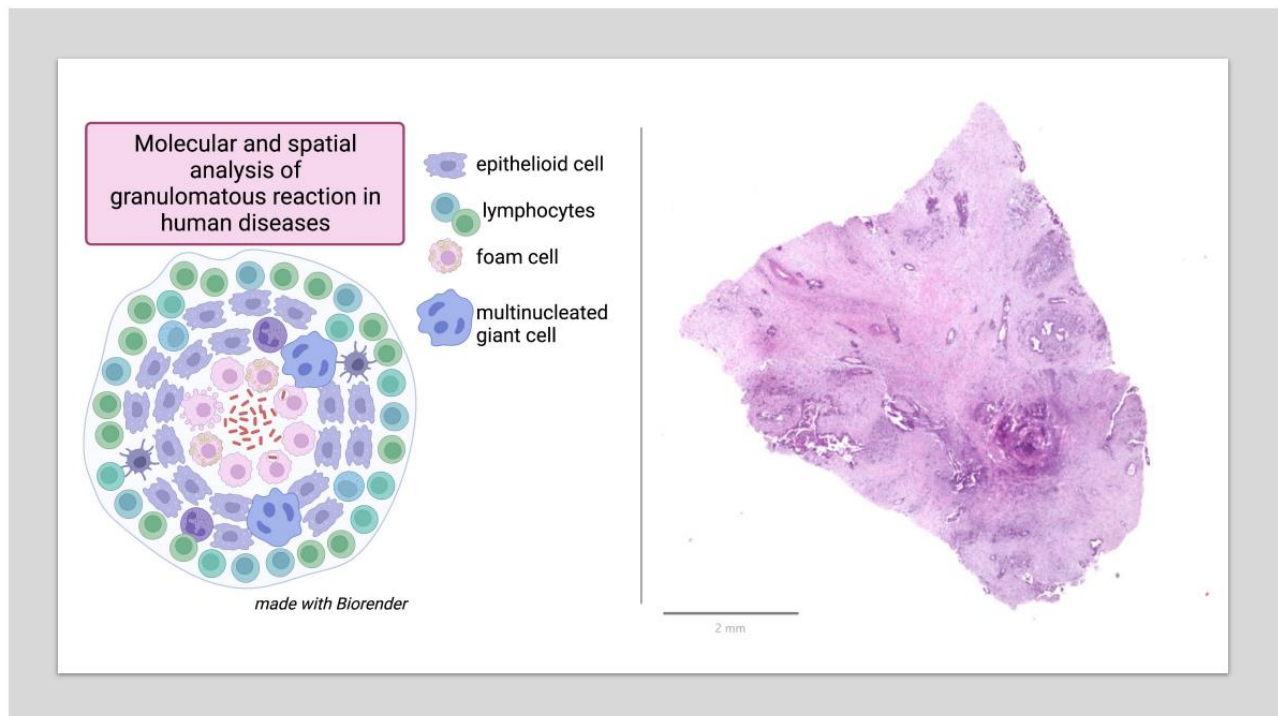 Molecular and spatial
analysis of
granulomatous reaction in
human diseases
epithelioid cell
lymphocytes
foam cell
multinucleated
giant cell
made with Biorender
2 mm